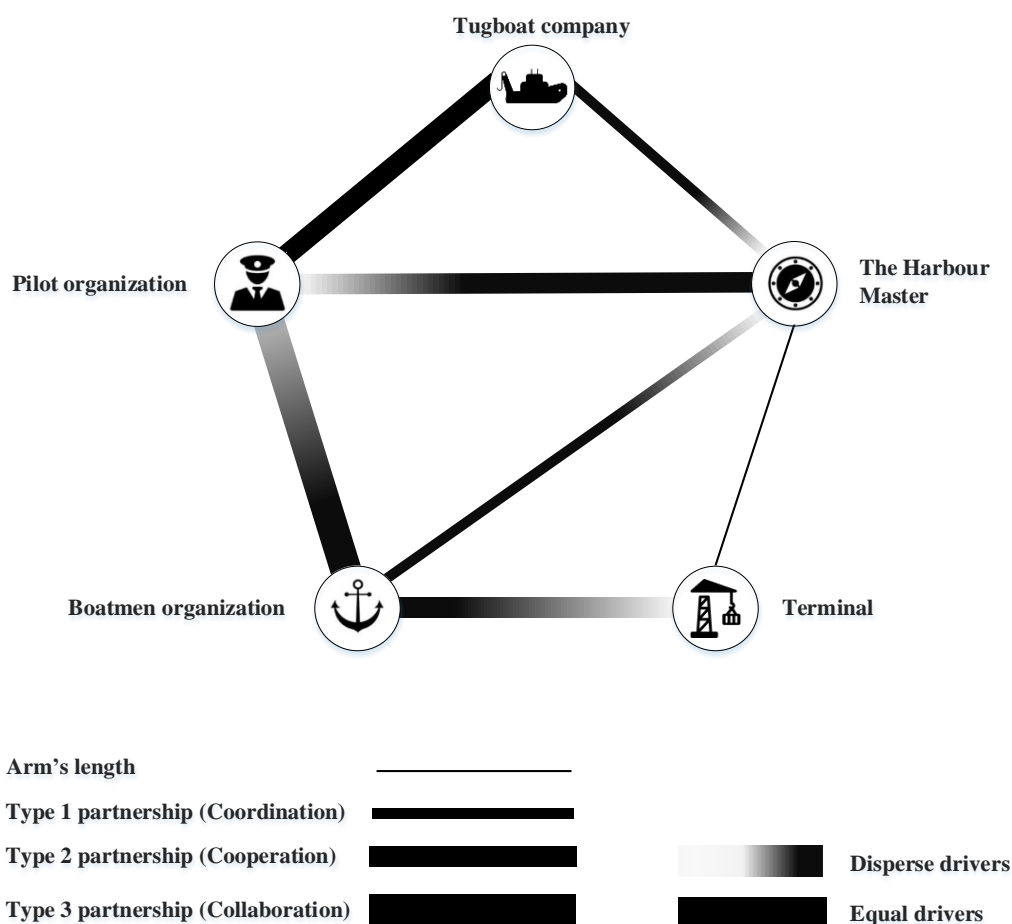 Tugboat company
Pilot organization
The Harbour
Master
Boatmen organization
Terminal
Arm’s length
Type 1 partnership (Coordination)
Type 2 partnership (Cooperation)
Disperse drivers
Type 3 partnership (Collaboration)
Equal drivers